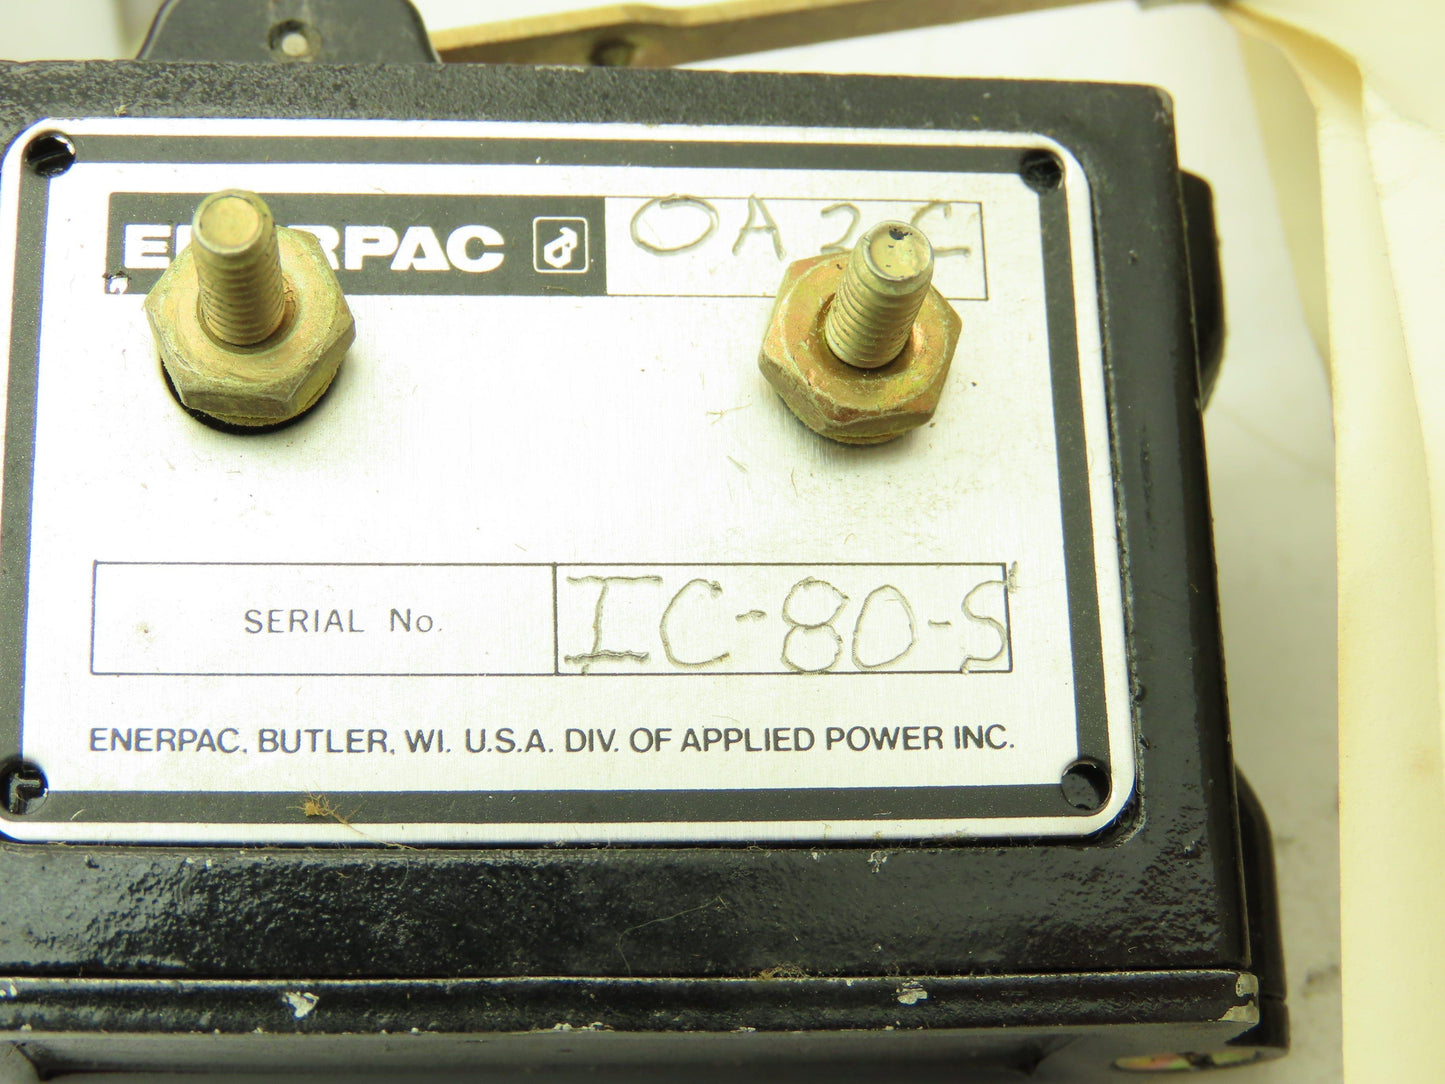 ENERPAC
SERIAL No. IC-80-S
ENERPAC, BUTLER, WI. U.S.A. DIV. OF APPLIED POWER INC.